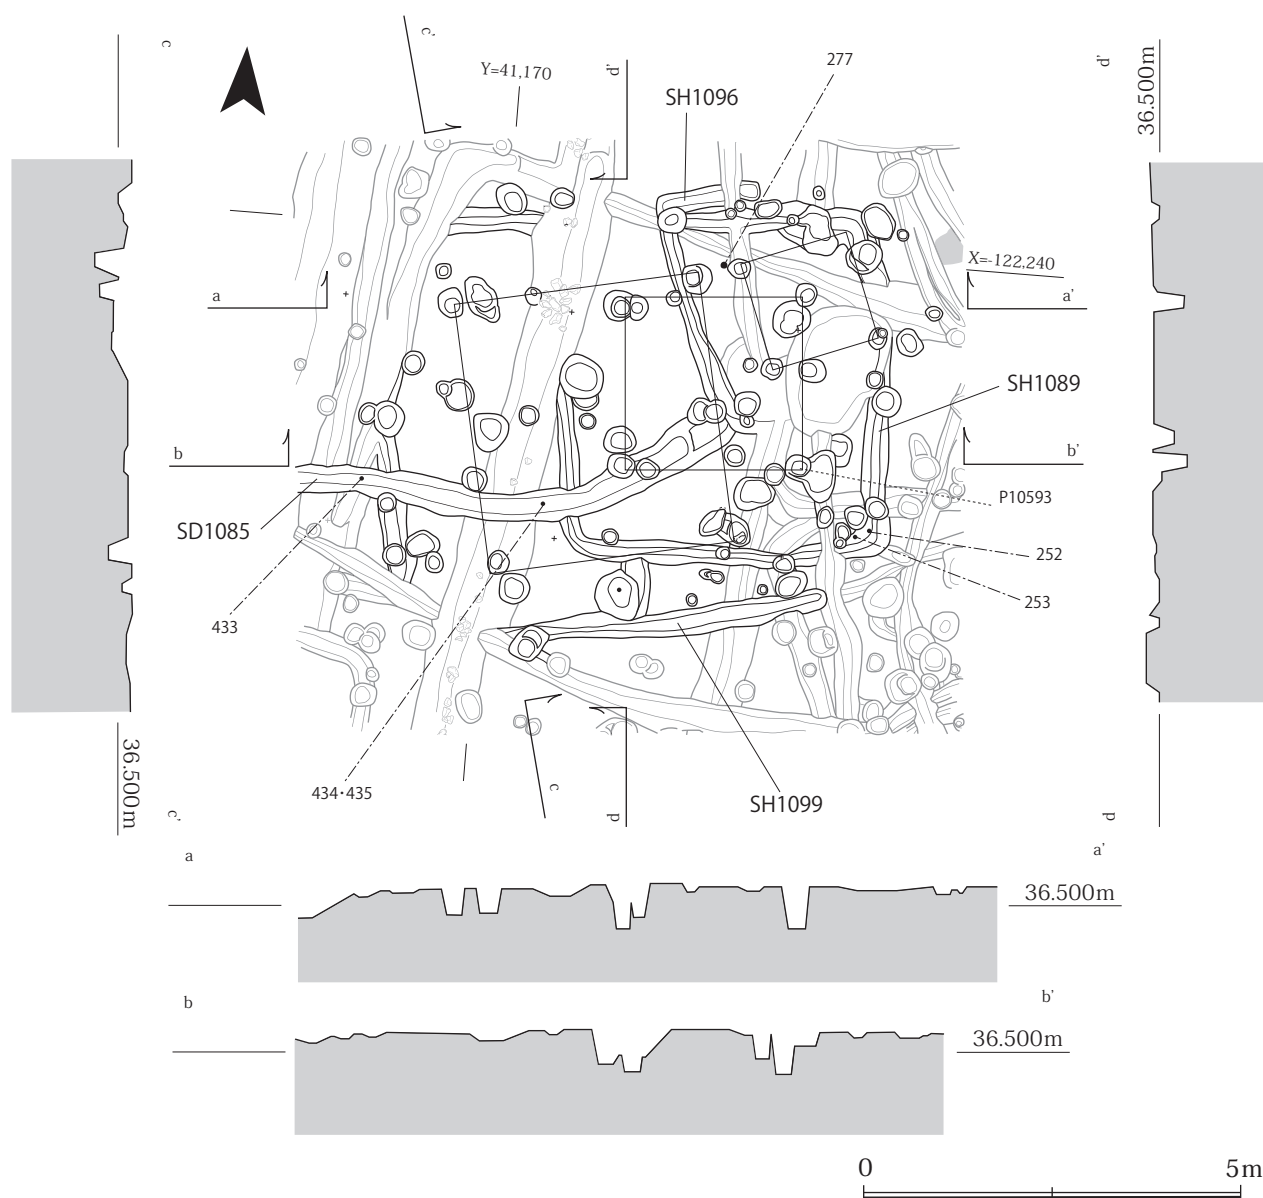 c
c'
Y=41,170
d'
277
d'
36.500m
SH1096
X=-122,240
a
a'
SH1089
b
b'
P10593
SD1085
252
253
433
434・435
SH1099
36.500m
c
d
c'
d
a
a'
36.500m
b
b'
36.500m
0
5m